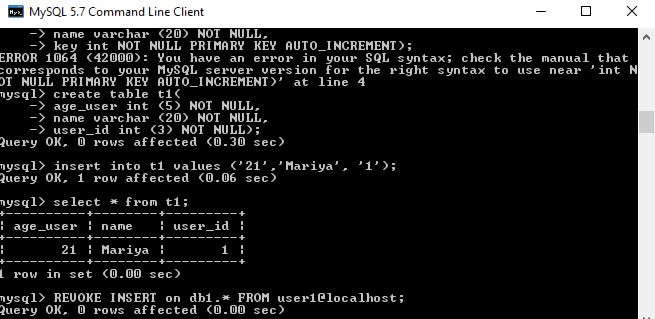 MySQL 5.7 Command Line Client
-> name varchar (20) NOT NULL,
-> key int NOT NULL PRIMARY KEY AUTO_INCREMENT);
ERROR 1064 (42000): You have an error in your SQL syntax; check the manual that
corresponds to your MySQL server version for the right syntax to use near 'int N
OT NULL PRIMARY KEY AUTO_INCREMENT)' at line 4
mysql> create table t1(
-> age_user int (5) NOT NULL,
-> name varchar (20) NOT NULL,
-> user_id int (3) NOT NULL);
Query OK, 0 rows affected (0.30 sec)
mysql> insert into t1 values ('21','Mariya', '1');
Query OK, 1 row affected (0.06 sec)
mysql> select * from t1;
+----------+--------+---------+
| age_user | name   | user_id |
+----------+--------+---------+
|       21 | Mariya |       1 |
+----------+--------+---------+
1 row in set (0.00 sec)
mysql> REVOKE INSERT on db1.* FROM user1@localhost;
Query OK, 0 rows affected (0.00 sec)